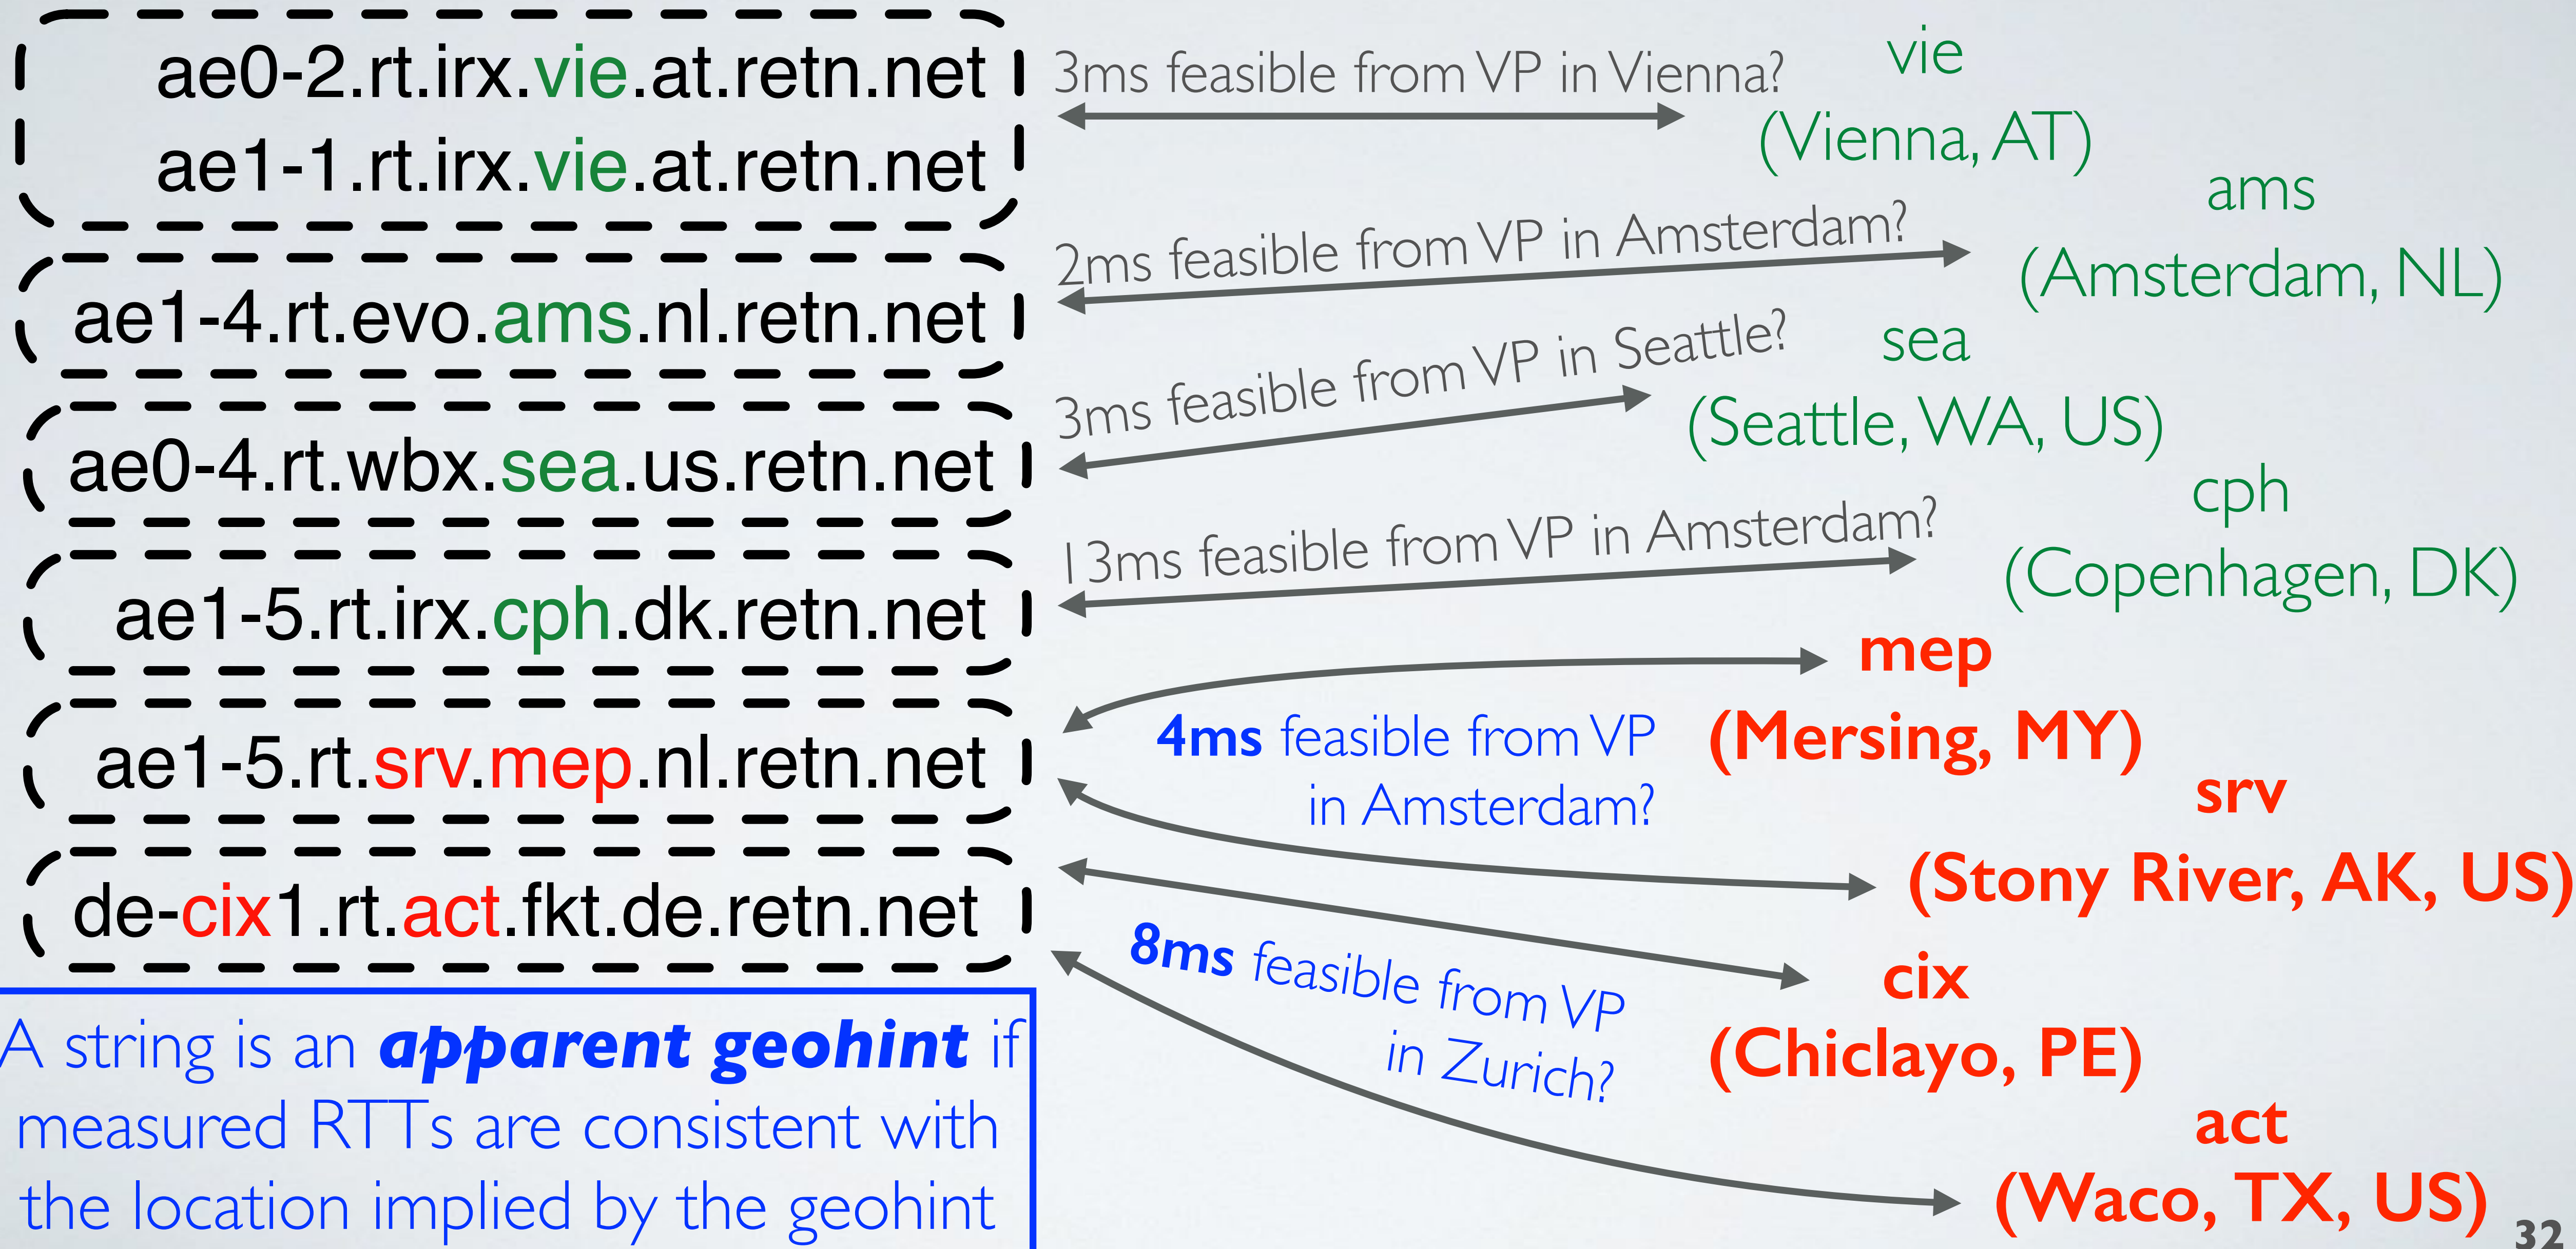 ae0-2.rt.irx.vie.at.retn.net
ae1-1.rt.irx.vie.at.retn.net
3ms feasible from VP in Vienna?
vie
(Vienna, AT)
ae1-4.rt.evo.ams.nl.retn.net
2ms feasible from VP in Amsterdam?
ams
(Amsterdam, NL)
ae0-4.rt.wbx.sea.us.retn.net
3ms feasible from VP in Seattle?
sea
(Seattle, WA, US)
ae1-5.rt.irx.cph.dk.retn.net
13ms feasible from VP in Amsterdam?
cph
(Copenhagen, DK)
ae1-5.rt.srv.mep.nl.retn.net
4ms feasible from VP
in Amsterdam?
mep
(Mersing, MY)
srv
(Stony River, AK, US)
de-cix1.rt.act.fkt.de.retn.net
8ms feasible from VP
in Zurich?
cix
(Chiclayo, PE)
act
(Waco, TX, US)
A string is an apparent geohint if
measured RTTs are consistent with
the location implied by the geohint
32